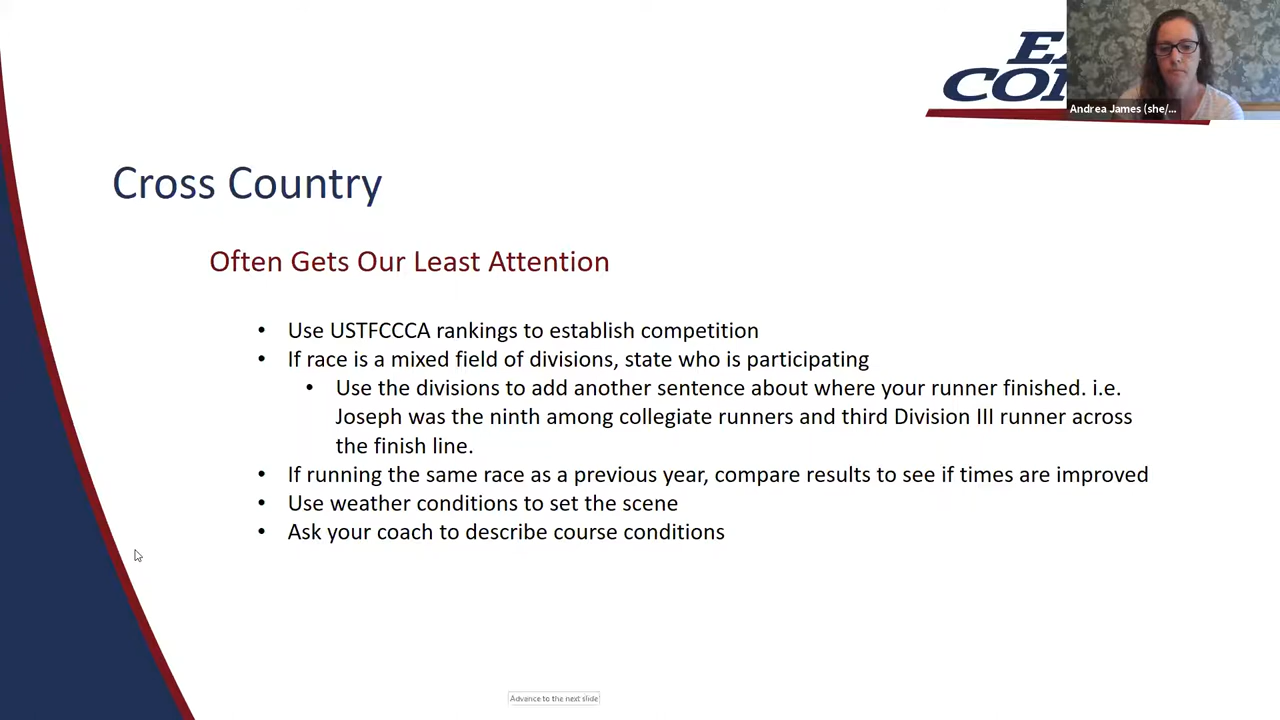 Andrea James (she/...
Cross Country
Often Gets Our Least Attention
• Use USTFCCCA rankings to establish competition
• If race is a mixed field of divisions, state who is participating
• Use the divisions to add another sentence about where your runner finished. i.e.
Joseph was the ninth among collegiate runners and third Division III runner across
the finish line.
• If running the same race as a previous year, compare results to see if times are improved
• Use weather conditions to set the scene
• Ask your coach to describe course conditions
Advance to the next slide